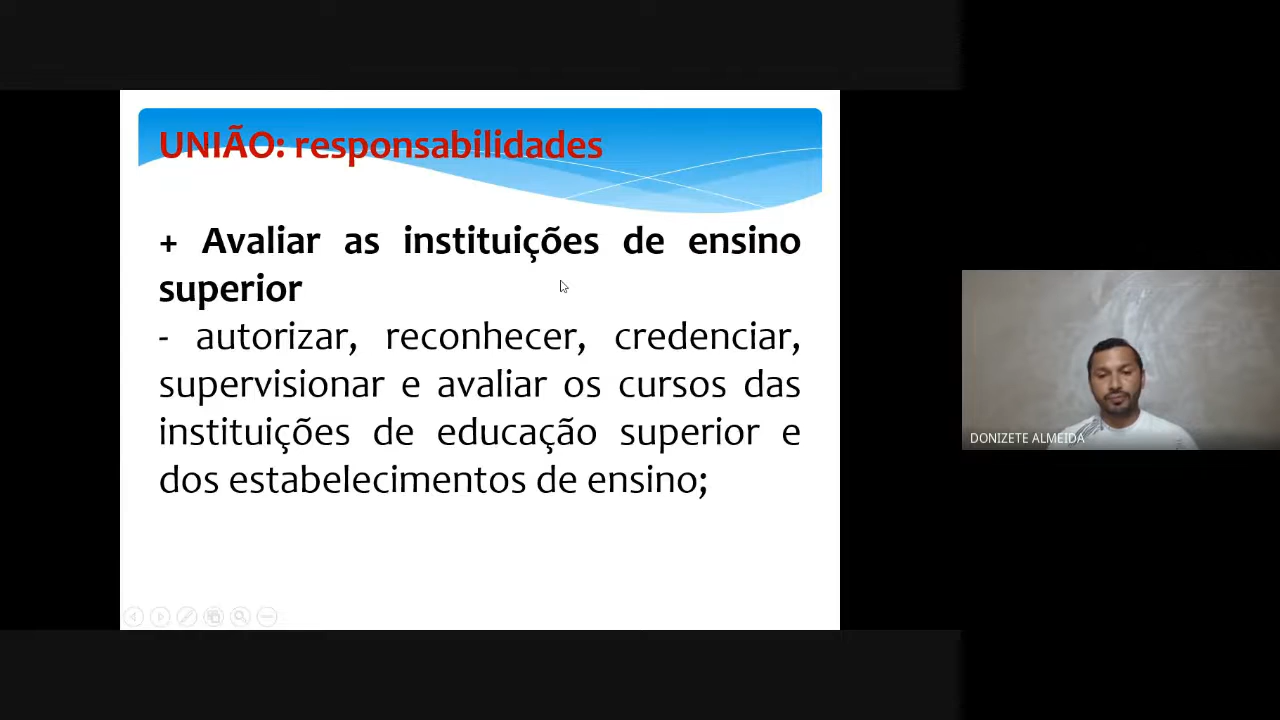 UNIÃO: responsabilidades
+ Avaliar as instituições de ensino
superior
- autorizar, reconhecer, credenciar,
supervisionar e avaliar os cursos das
instituições de educação superior e
dos estabelecimentos de ensino;
DONIZETE ALMEIDA